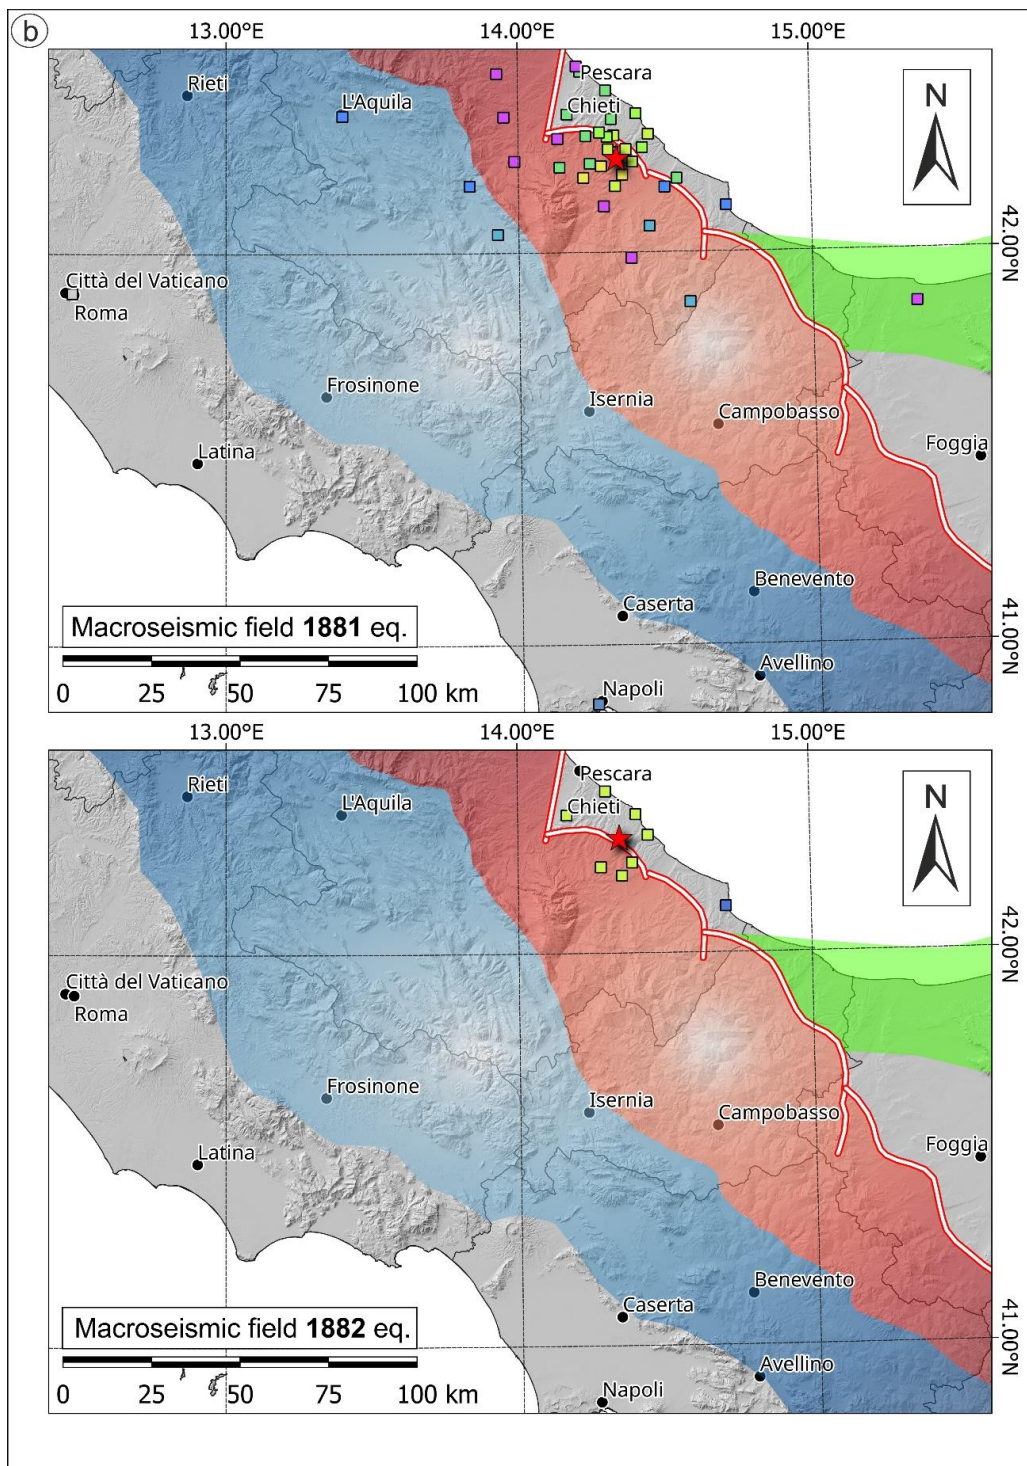 b
13.00°E 14.00°E 15.00°E
Rieti
L'Aquila
Pescara
Chieti
N
42.00°N
Città del Vaticano
Roma
Frosinone
Isernia
Campobasso
Latina
Foggia
Benevento
Caserta
41.00°N
Macroseismic field 1881 eq.
Avellino
0 25 50 75 100 km
Napoli
13.00°E 14.00°E 15.00°E
Rieti
L'Aquila
Pescara
Chieti
N
42.00°N
Città del Vaticano
Roma
Frosinone
Isernia
Campobasso
Latina
Foggia
Benevento
Caserta
41.00°N
Macroseismic field 1882 eq.
Avellino
0 25 50 75 100 km
Napoli